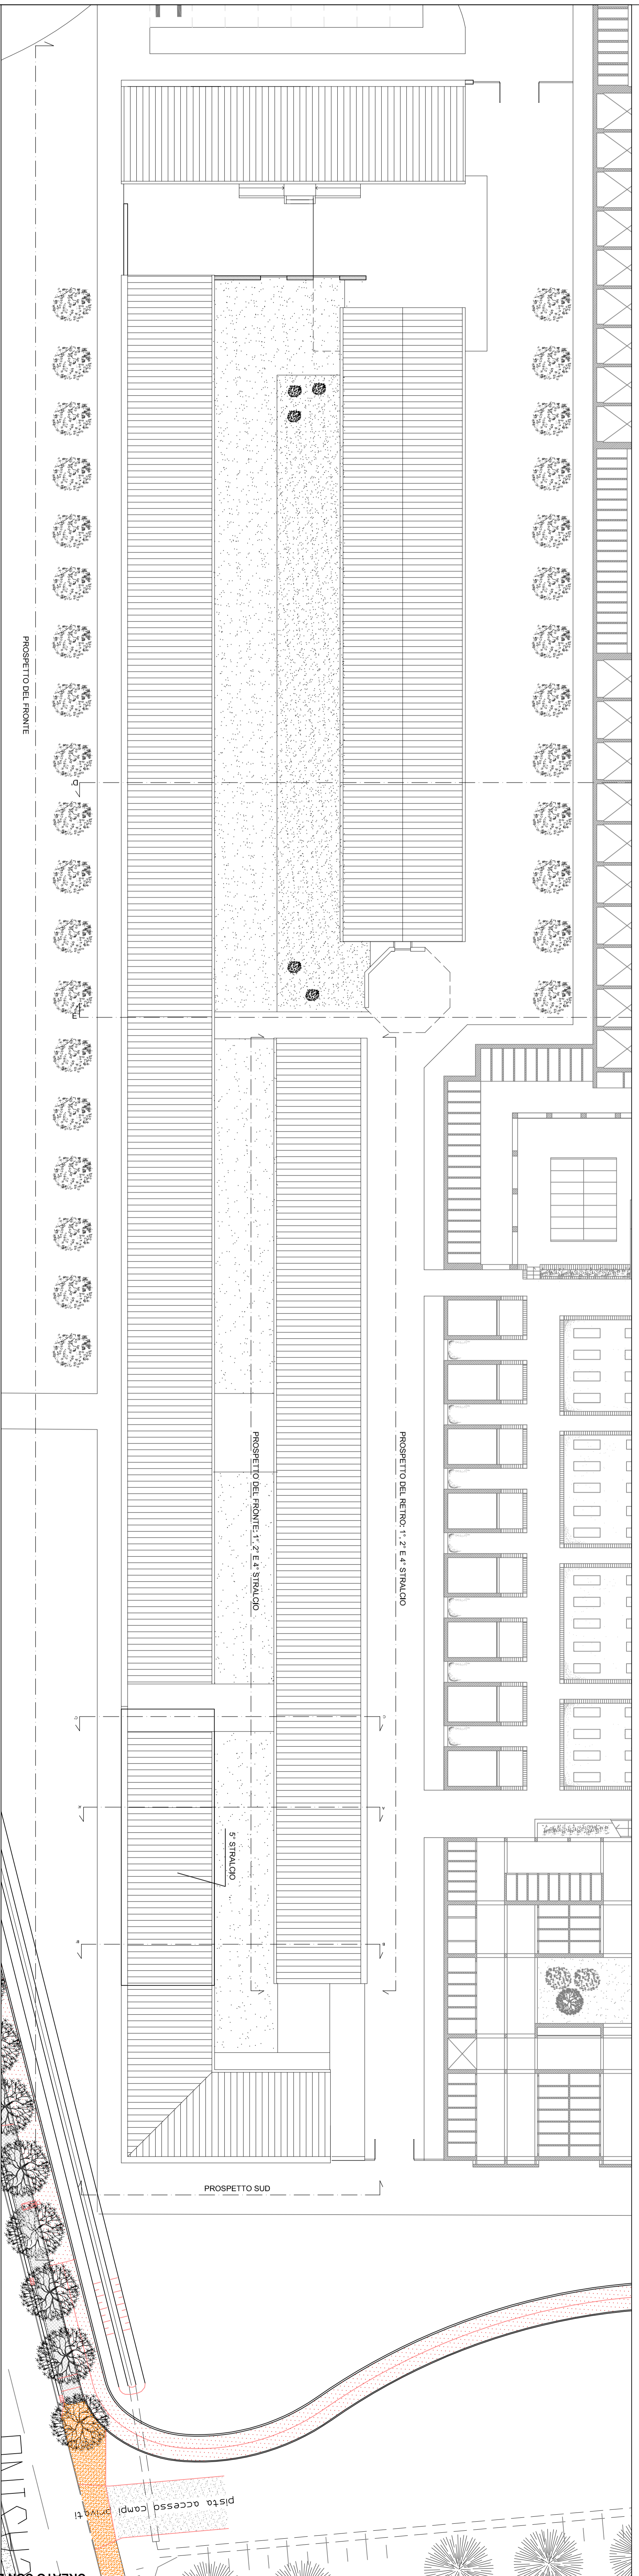 PROSPETTO DEL FRONTE
D
E
PROSPETTO DEL FRONTE: 1°, 2° E 4° STRALCIO
PROSPETTO DEL RETRO: 1°, 2° E 4° STRALCIO
C
C
A
A
5° STRALCIO
B
B
PROSPETTO SUD
pista accesso campi privati